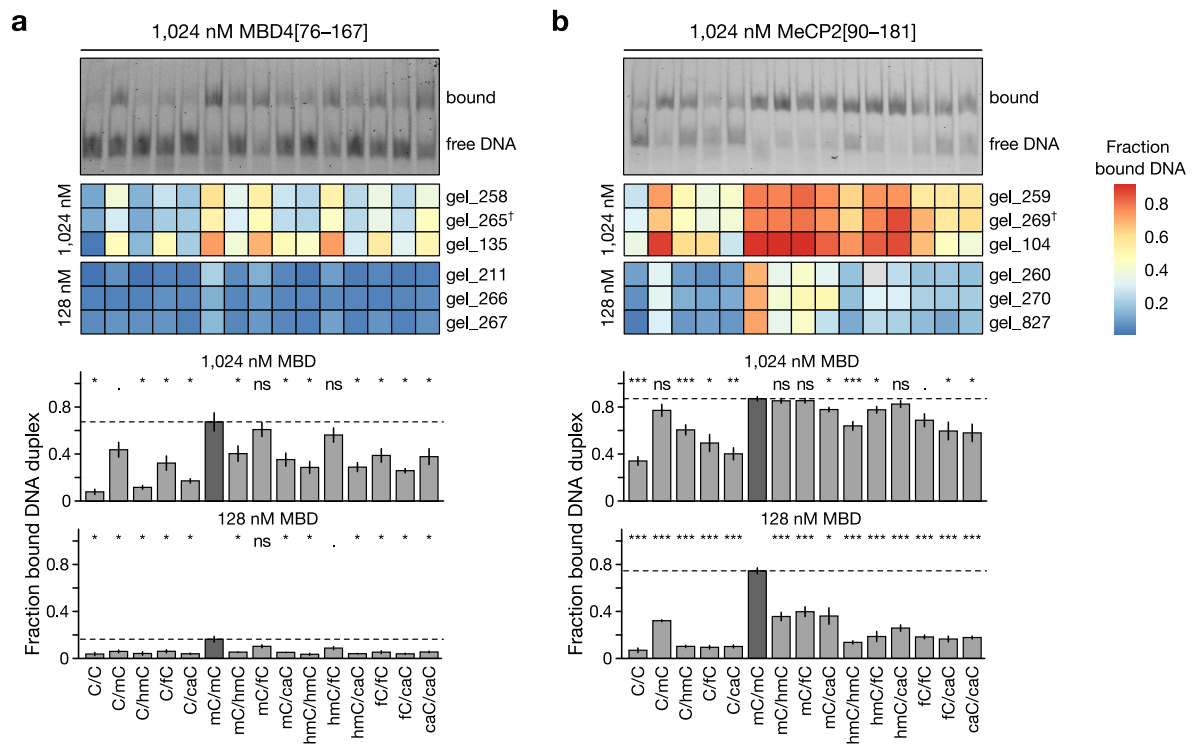 a
1,024 nM MBD4[76–167]
bound
free DNA
1,024 nM
gel_258
gel_265†
gel_135
128 nM
gel_211
gel_266
gel_267
1,024 nM MBD
* . * * * * ns * * ns * * * *
0.8
0.4
0
128 nM MBD
* * * * * * ns * * . * * * *
0.8
0.4
0
Fraction bound DNA duplex
C/C C/mC C/hmC C/fC C/caC mC/mC mC/hmC mC/fC mC/caC hmC/hmC hmC/fC hmC/caC fC/fC fC/caC caC/caC
b
1,024 nM MeCP2[90–181]
bound
free DNA
1,024 nM
gel_259
gel_269†
gel_104
128 nM
gel_260
gel_270
gel_827
Fraction
bound DNA
0.8
0.6
0.4
0.2
1,024 nM MBD
*** ns *** * ** ns ns * *** * ns . * *
0.8
0.4
0
128 nM MBD
*** *** *** *** *** *** *** * *** *** *** *** *** ***
0.8
0.4
0
Fraction bound DNA duplex
C/C C/mC C/hmC C/fC C/caC mC/mC mC/hmC mC/fC mC/caC hmC/hmC hmC/fC hmC/caC fC/fC fC/caC caC/caC